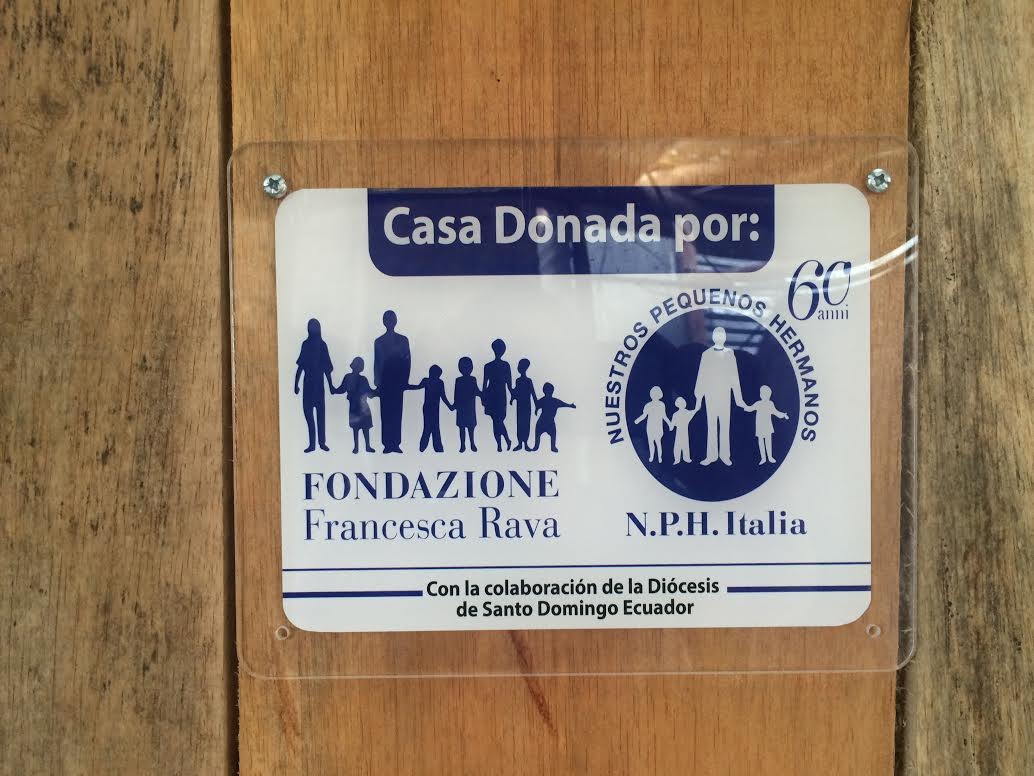 Casa Donada por:
60
anni
NUESTROS PEQUENOS HERMANOS
FONDAZIONE
Francesca Rava
N.P.H. Italia
Con la colaboración de la Diócesis
de Santo Domingo Ecuador